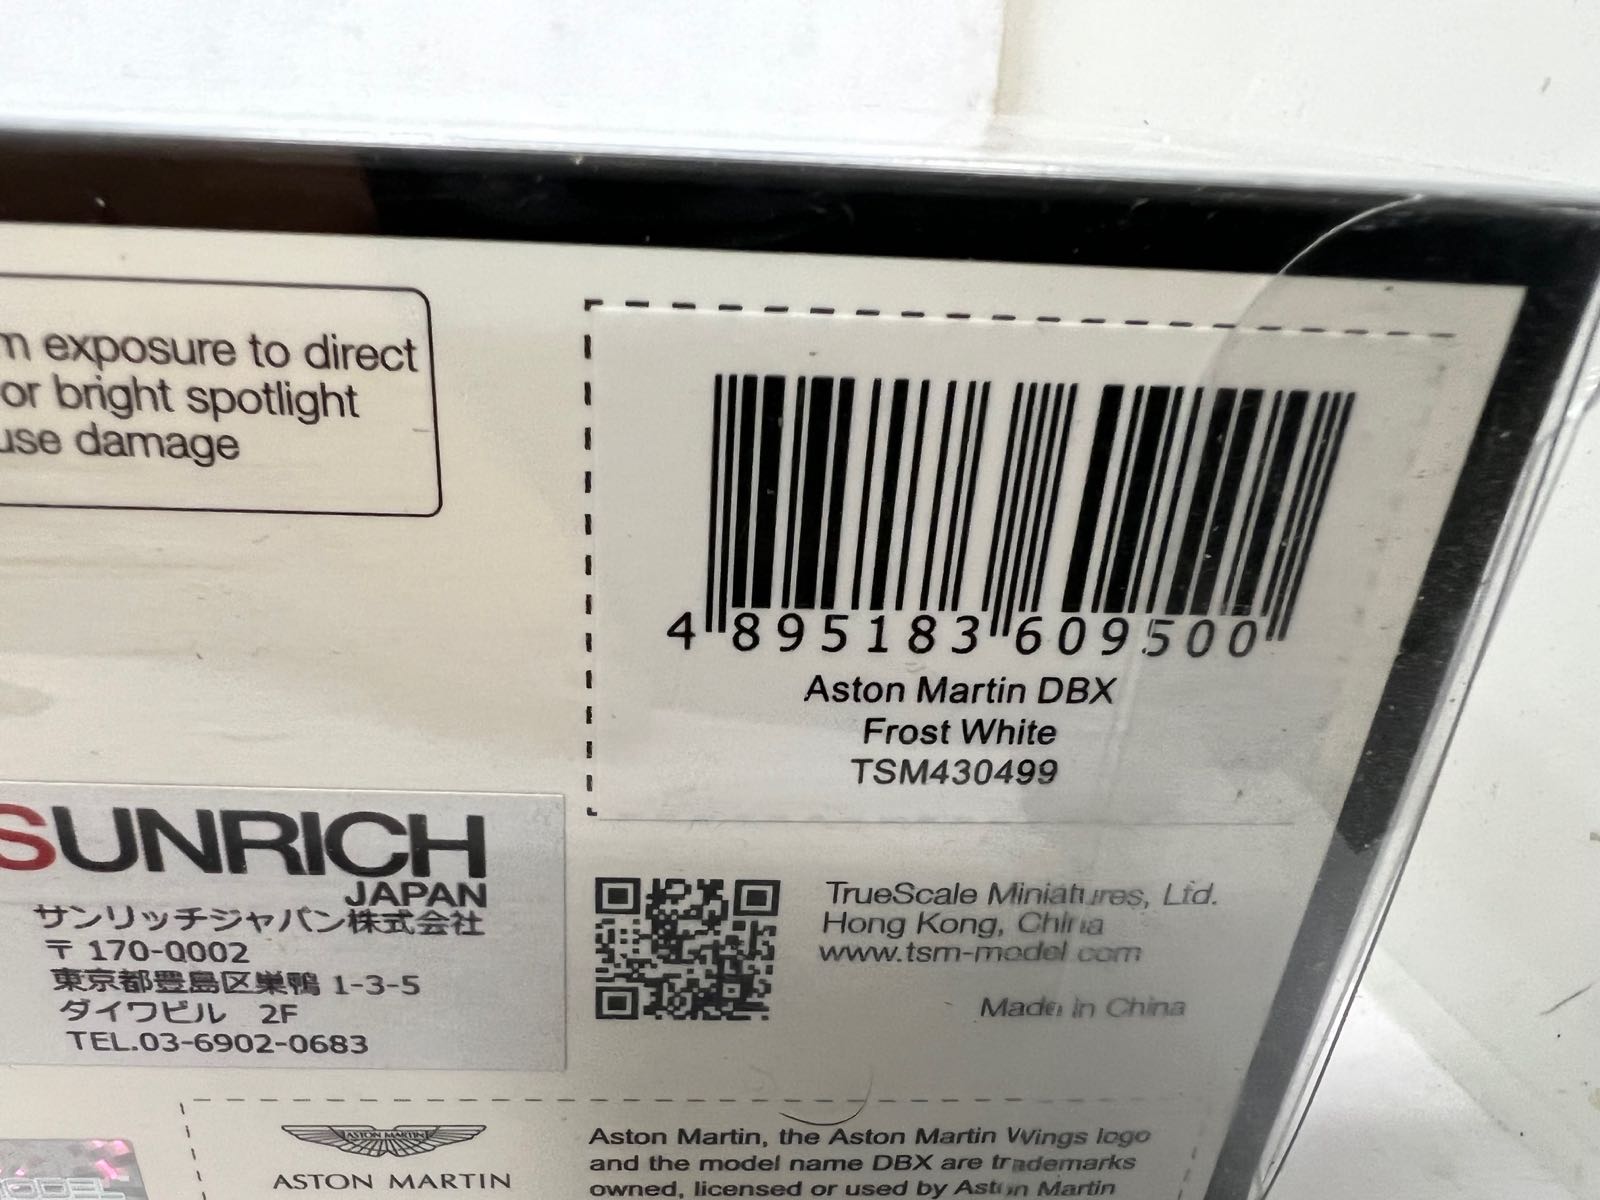 m exposure to direct
or bright spotlight
use damage
4 895183 609500
Aston Martin DBX
Frost White
TSM430499
SUNRICH
JAPAN
サンリッチジャパン株式会社
〒170-0002
東京都豊島区巣鴨 1-3-5
ダイワビル 2F
TEL.03-6902-0683
TrueScale Miniatures, Ltd.
Hong Kong, China
www.tsm-model.com
Made in China
ASTON MARTIN
ASTON MARTIN
Aston Martin, the Aston Martin Wings logo
and the model name DBX are trademarks
owned, licensed or used by Aston Martin